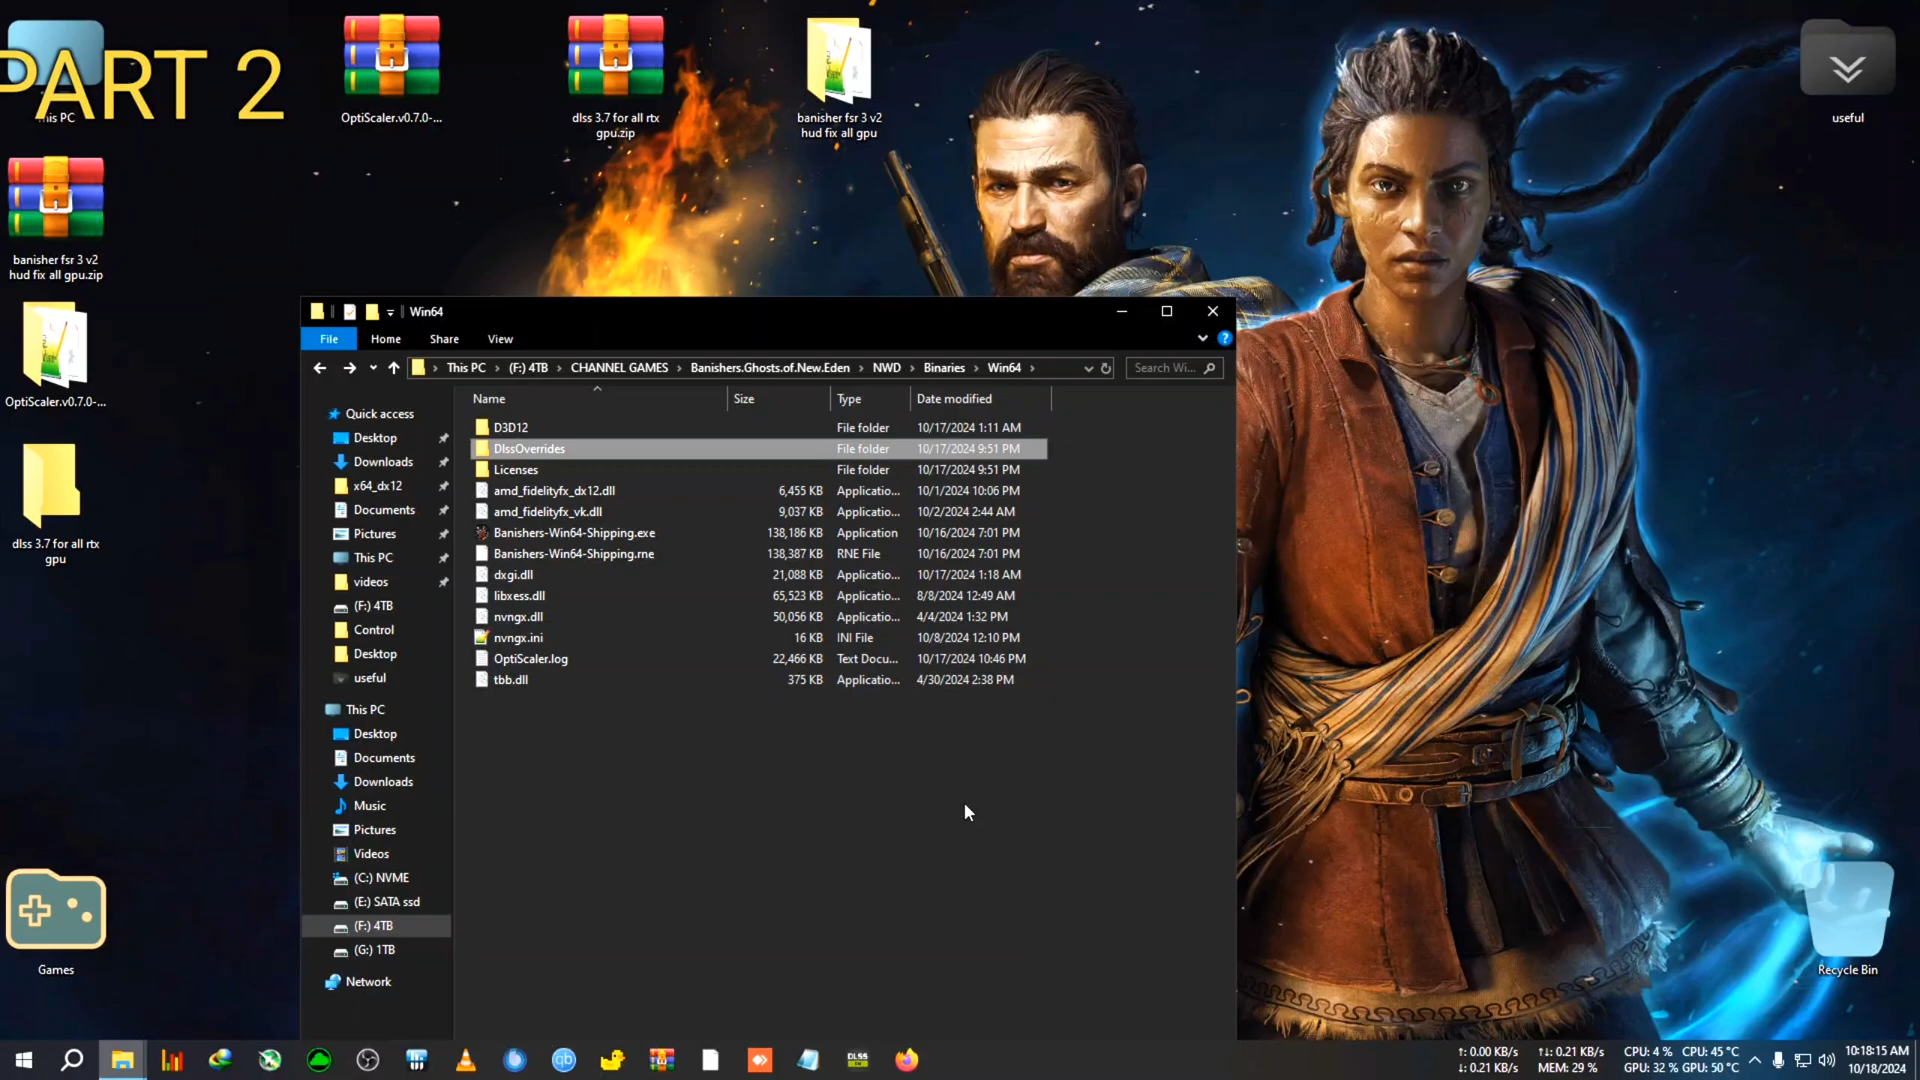 PART 2
This PC
OptiScaler.v0.7.0-...
dlss 3.7 for all rtx
gpu.zip
banisher fsr 3 v2
hud fix all gpu
useful
banisher fsr 3 v2
hud fix all gpu.zip
OptiScaler.v0.7.0-...
dlss 3.7 for all rtx
gpu
Games
Recycle Bin
Win64
File Home Share View
This PC › (F:) 4TB › CHANNEL GAMES › Banishers.Ghosts.of.New.Eden › NWD › Binaries › Win64 ›
Search Wi...
Quick access
Desktop
Downloads
x64_dx12
Documents
Pictures
This PC
videos
(F:) 4TB
Control
Desktop
useful
This PC
Desktop
Documents
Downloads
Music
Pictures
Videos
(C:) NVME
(E:) SATA ssd
(F:) 4TB
(G:) 1TB
Network
Name Size Type Date modified
D3D12 File folder 10/17/2024 1:11 AM
DlssOverrides File folder 10/17/2024 9:51 PM
Licenses File folder 10/17/2024 9:51 PM
amd_fidelityfx_dx12.dll 6,455 KB Applicatio... 10/1/2024 10:06 PM
amd_fidelityfx_vk.dll 9,037 KB Applicatio... 10/2/2024 2:44 AM
Banishers-Win64-Shipping.exe 138,186 KB Application 10/16/2024 7:01 PM
Banishers-Win64-Shipping.rne 138,387 KB RNE File 10/16/2024 7:01 PM
dxgi.dll 21,088 KB Applicatio... 10/17/2024 1:18 AM
libxess.dll 65,523 KB Applicatio... 8/8/2024 12:49 AM
nvngx.dll 50,056 KB Applicatio... 4/4/2024 1:32 PM
nvngx.ini 16 KB INI File 10/8/2024 12:10 PM
OptiScaler.log 22,466 KB Text Docu... 10/17/2024 10:46 PM
tbb.dll 375 KB Applicatio... 4/30/2024 2:38 PM
DLSS
↑: 0.00 KB/s ↑↓: 0.21 KB/s CPU: 4 % CPU: 45 °C
↓: 0.21 KB/s MEM: 29 % GPU: 32 % GPU: 50 °C
10:18:15 AM
10/18/2024